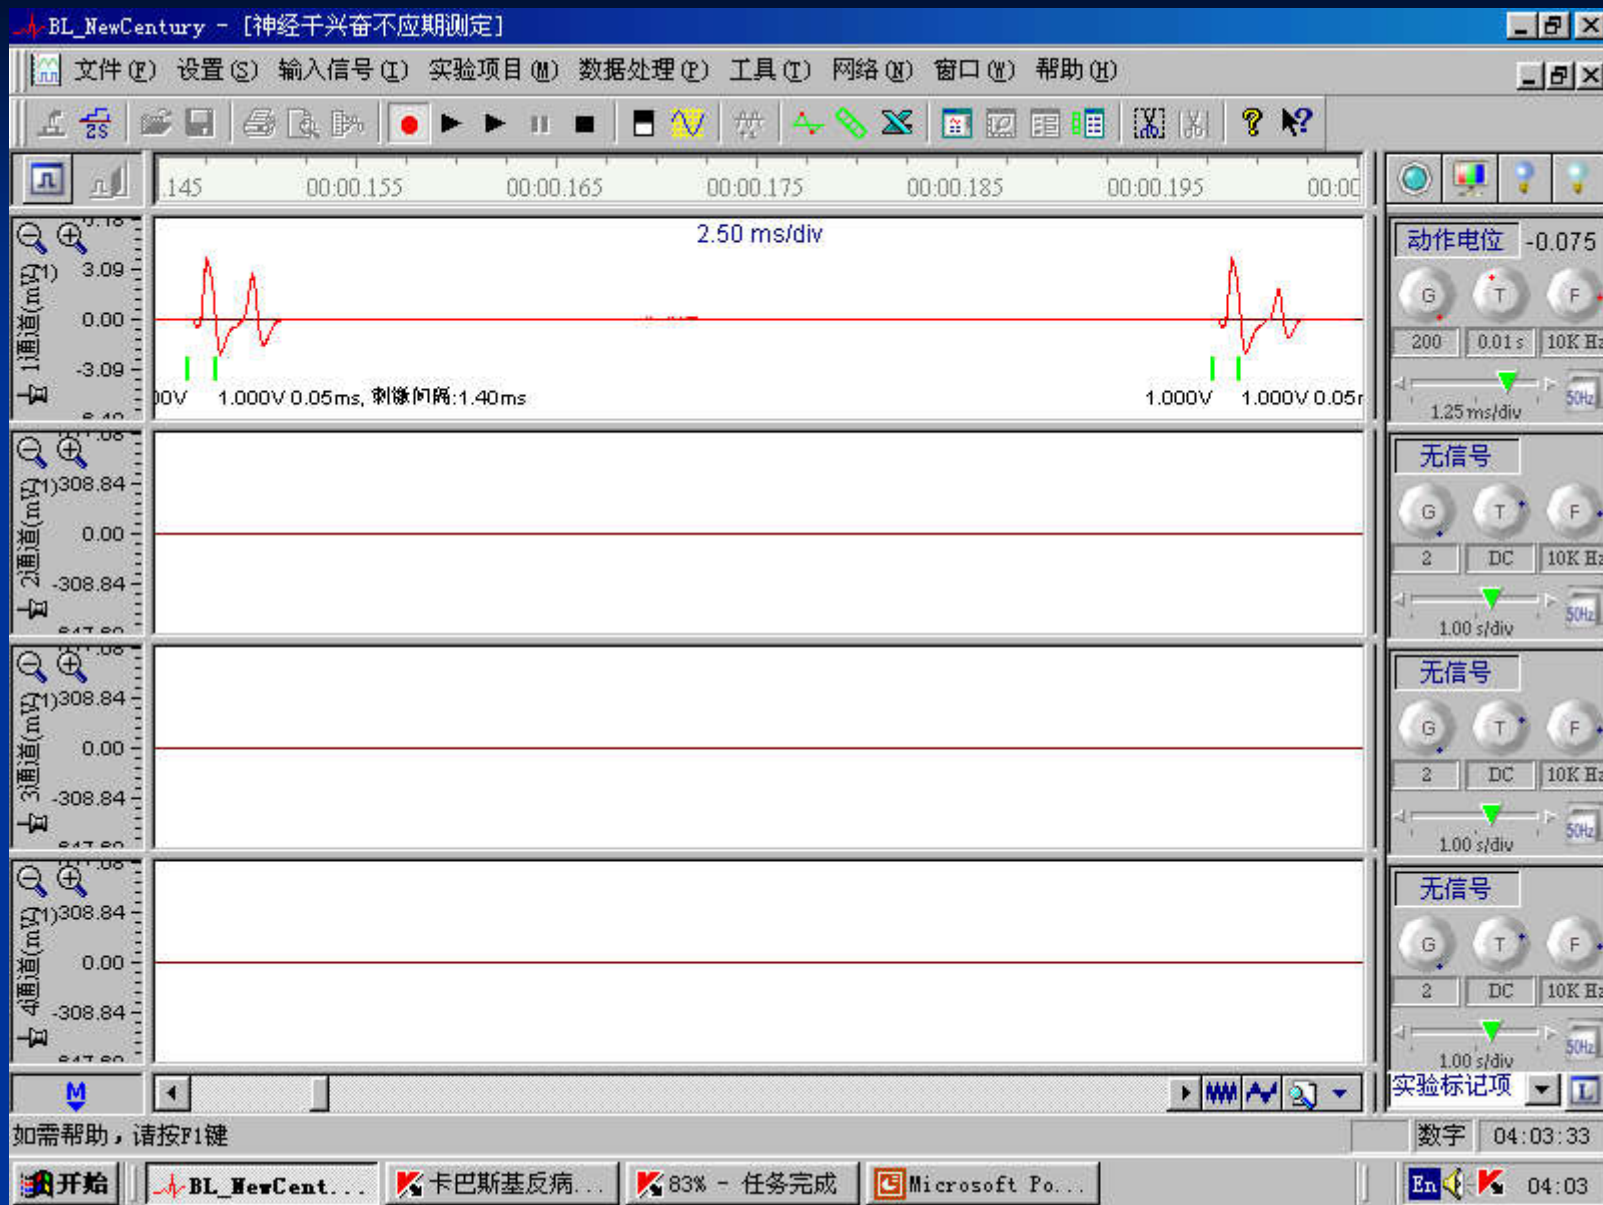 BL_NewCentury - [神经干兴奋不应期测定]
文件(F) 设置(S) 输入信号(I) 实验项目(M) 数据处理(P) 工具(T) 网络(N) 窗口(W) 帮助(H)
.145 00:00.155 00:00.165 00:00.175 00:00.185 00:00.195 00:00
2.50 ms/div
1通道(mV)
3.09
0.00
-3.09
00V 1.000V 0.05ms, 刺激间隔:1.40ms 1.000V 1.000V 0.05m
动作电位 -0.075
G T F
200 0.01 s 10K Hz
1.25 ms/div 50Hz
2通道(mV)
308.84
0.00
-308.84
无信号
G T F
2 DC 10K Hz
1.00 s/div 50Hz
3通道(mV)
308.84
0.00
-308.84
无信号
G T F
2 DC 10K Hz
1.00 s/div 50Hz
4通道(mV)
308.84
0.00
-308.84
无信号
G T F
2 DC 10K Hz
1.00 s/div 50Hz
M 实验标记项 L
如需帮助，请按F1键 数字 04:03:33
开始 BL_NewCent... 卡巴斯基反病... 83% - 任务完成 Microsoft Po... En 04:03